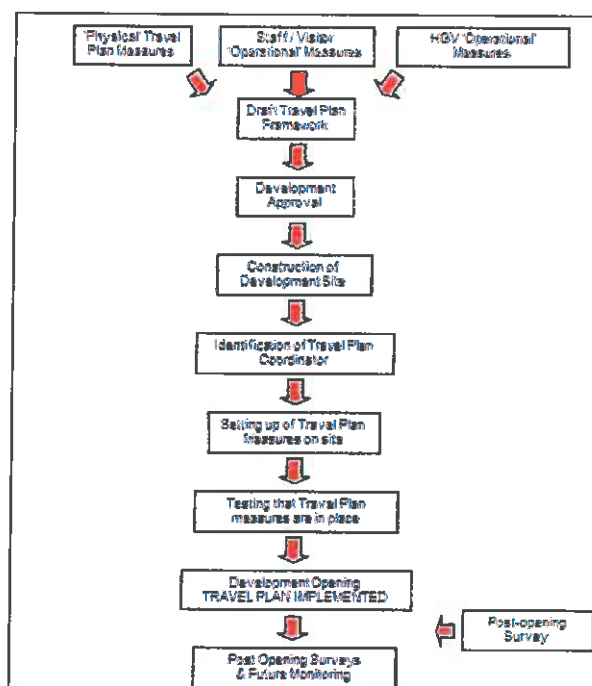 'Physical' Travel
Plan Measures
Staff / Visitor
'Operational' Measures
HGV 'Operational'
Measures
Draft Travel Plan
Framework
Development
Approval
Construction of
Development Site
Identification of Travel Plan
Coordinator
Setting up of Travel Plan
Measures on site
Testing that Travel Plan
measures are in place
Development Opening
TRAVEL PLAN IMPLEMENTED
Post-opening
Survey
Post Opening Surveys
& Future Monitoring